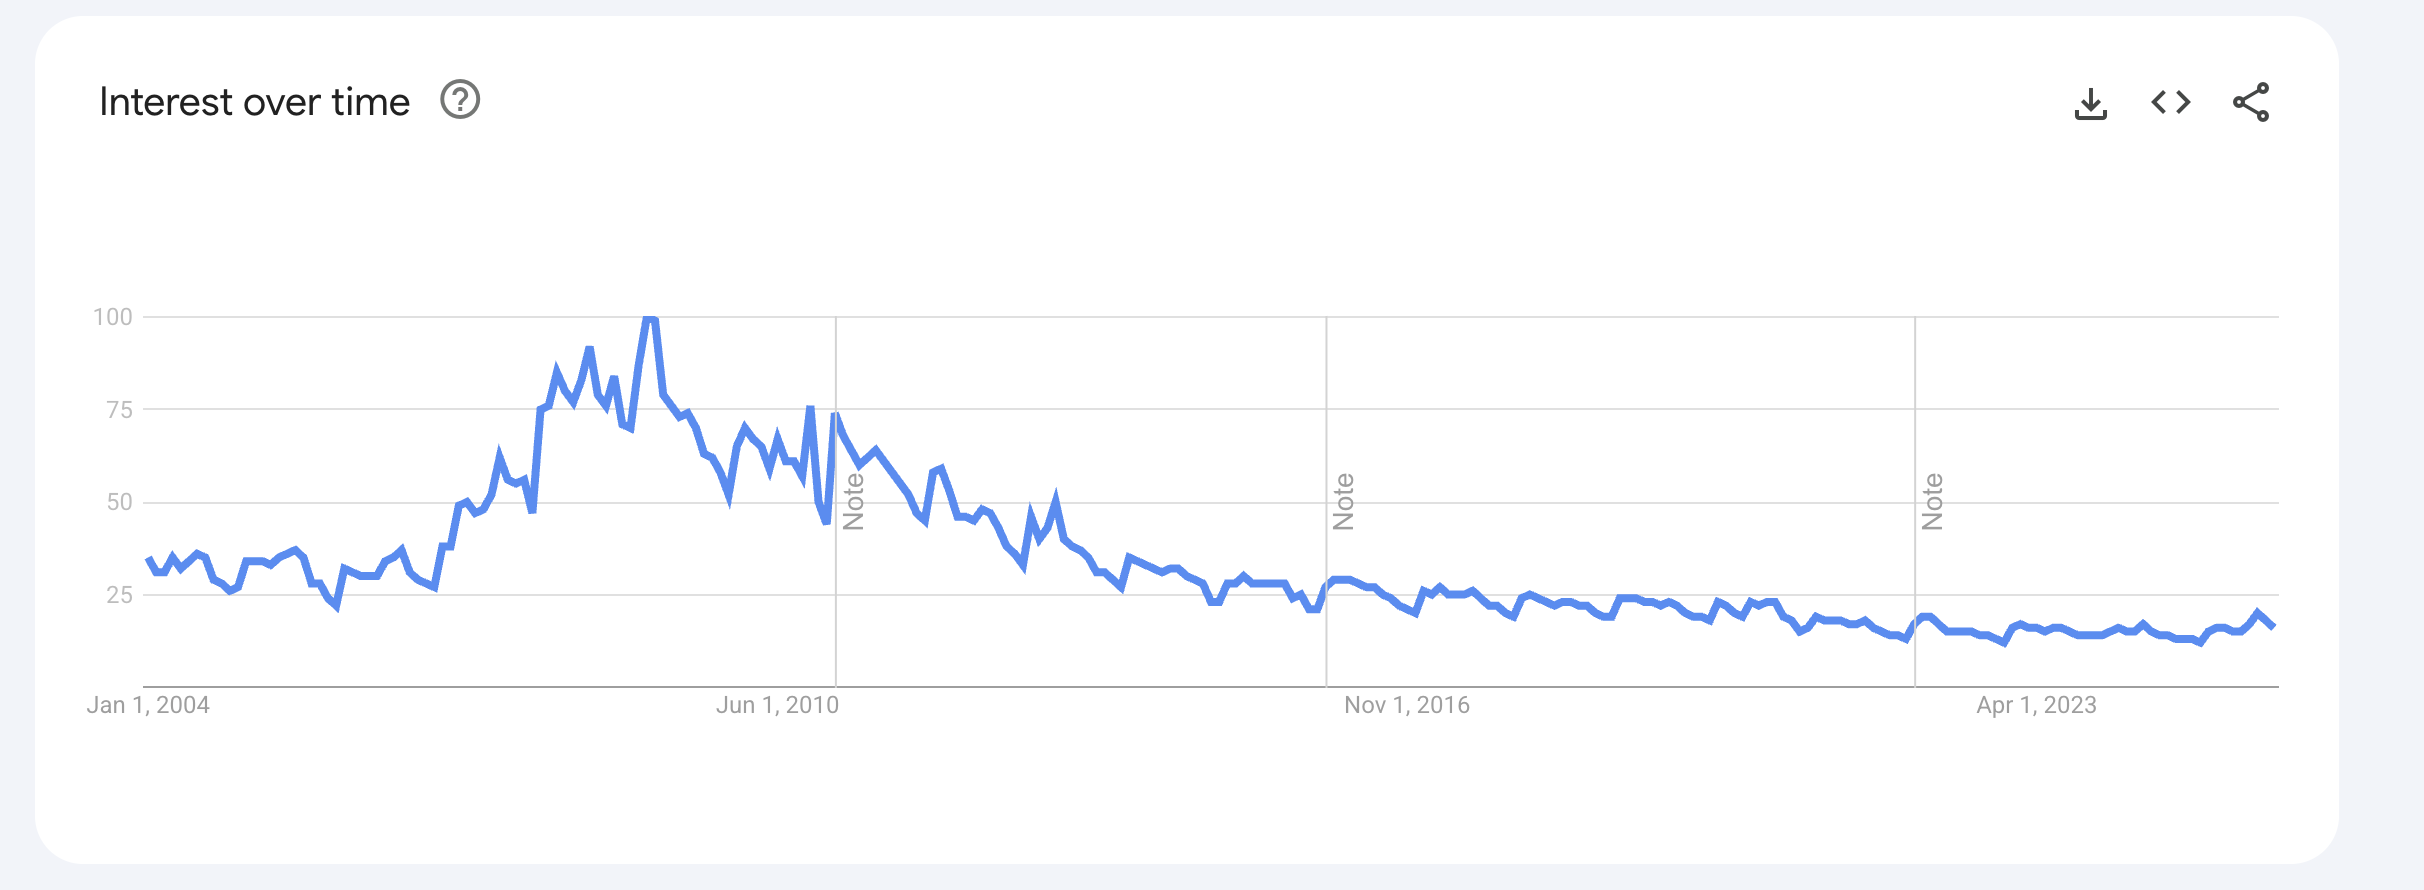 Interest over time
100
75
50
25
Note
Note
Note
Jan 1, 2004
Jun 1, 2010
Nov 1, 2016
Apr 1, 2023